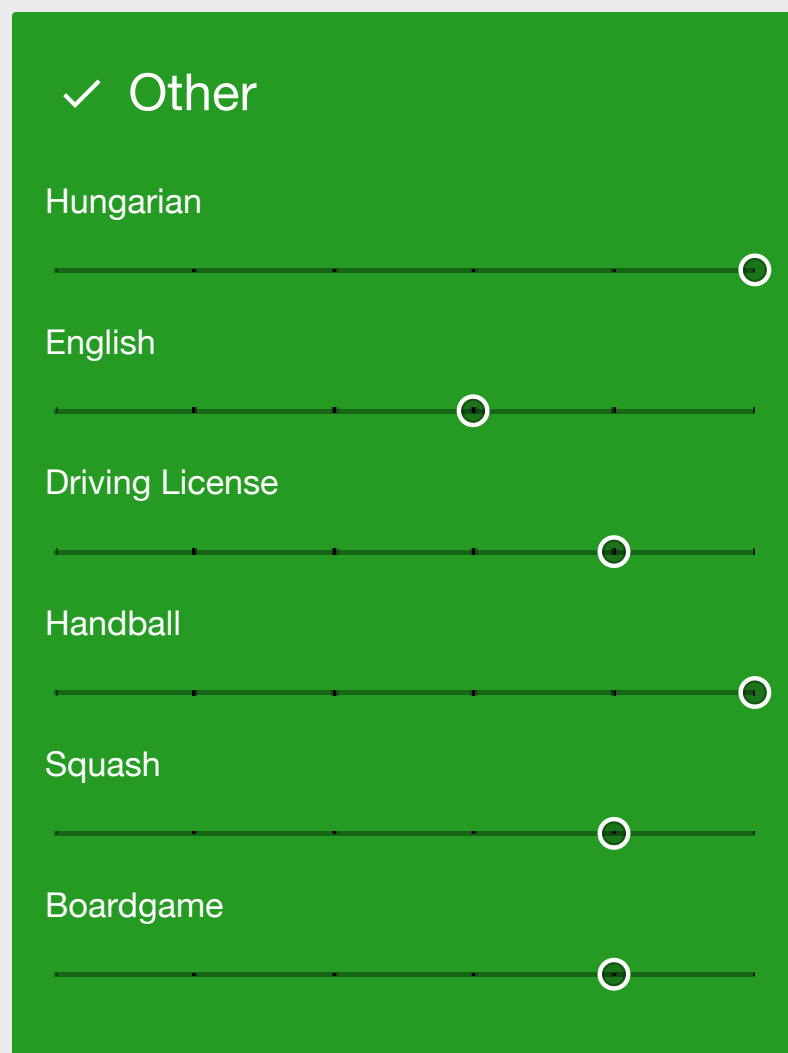 Other
Hungarian
English
Driving License
Handball
Squash
Boardgame